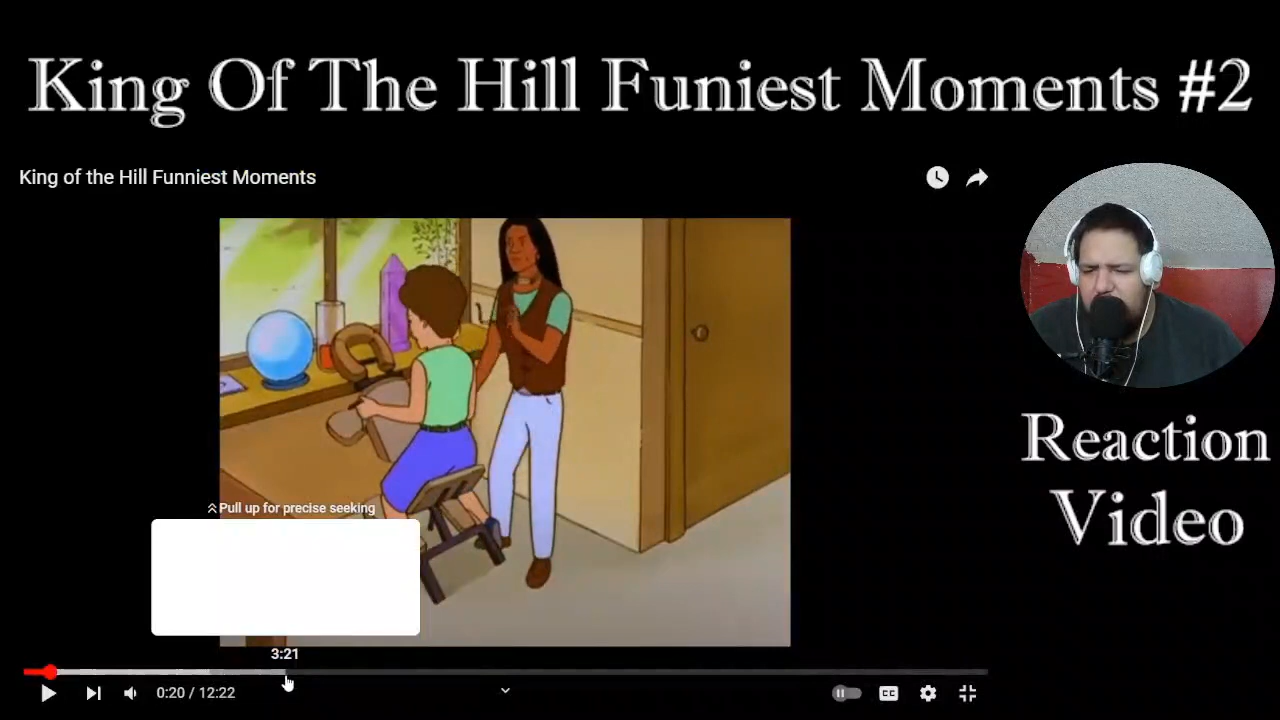 King Of The Hill Funiest Moments #2
King of the Hill Funniest Moments
Reaction
Video
Pull up for precise seeking
3:21
0:20 / 12:22
CC